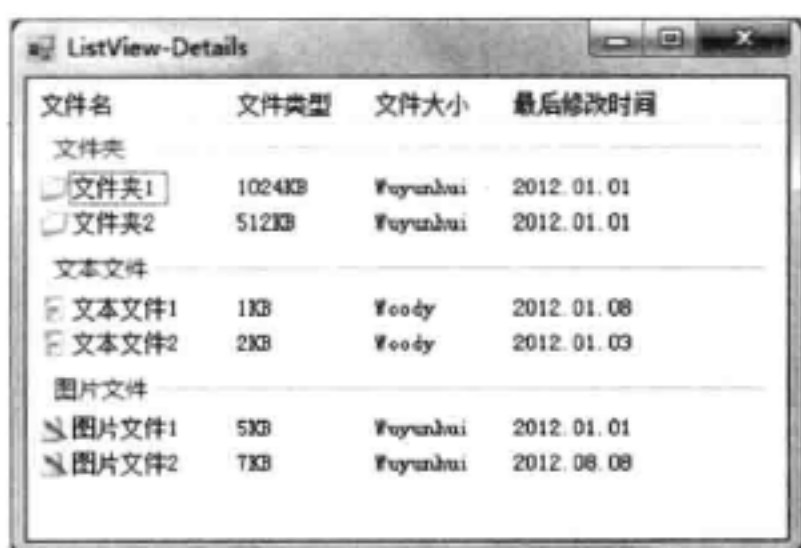 ListView-Details
文件名 文件类型 文件大小 最后修改时间
文件夹
文件夹1 1024KB Wuyunhui 2012.01.01
文件夹2 512KB Wuyunhui 2012.01.01
文本文件
文本文件1 1KB Woody 2012.01.08
文本文件2 2KB Woody 2012.01.03
图片文件
图片文件1 5KB Wuyunhui 2012.01.01
图片文件2 7KB Wuyunhui 2012.08.08